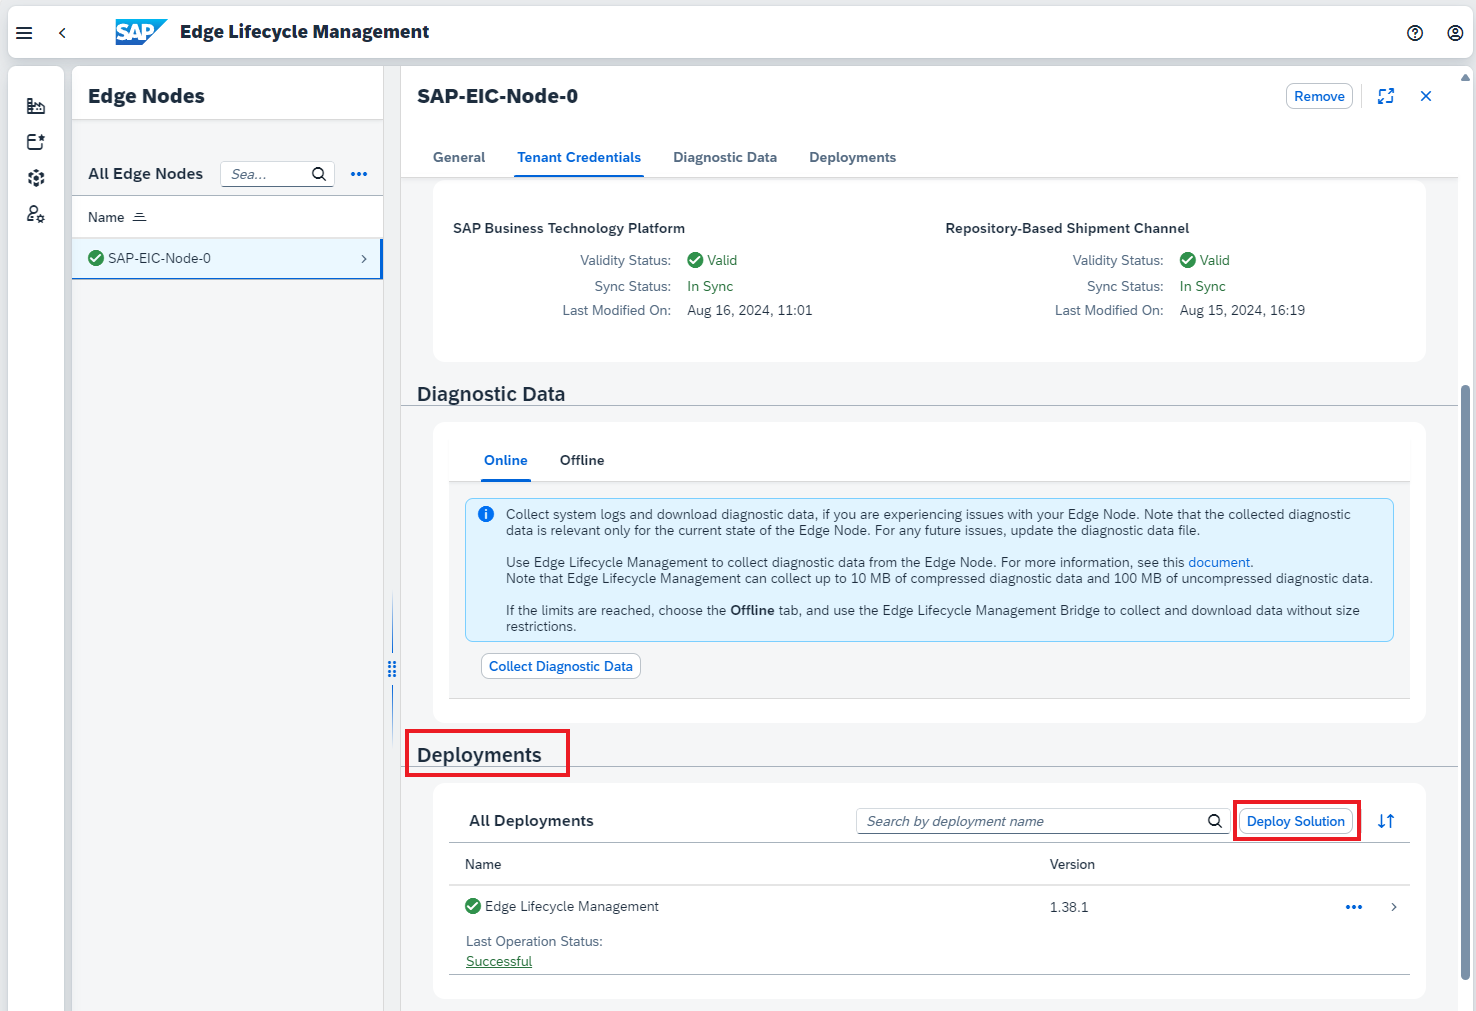 SAP Edge Lifecycle Management
Edge Nodes
All Edge Nodes Sea...
Name
SAP-EIC-Node-0
SAP-EIC-Node-0
Remove
General Tenant Credentials Diagnostic Data Deployments
SAP Business Technology Platform
Validity Status: Valid
Sync Status: In Sync
Last Modified On: Aug 16, 2024, 11:01
Repository-Based Shipment Channel
Validity Status: Valid
Sync Status: In Sync
Last Modified On: Aug 15, 2024, 16:19
Diagnostic Data
Online Offline
Collect system logs and download diagnostic data, if you are experiencing issues with your Edge Node. Note that the collected diagnostic
data is relevant only for the current state of the Edge Node. For any future issues, update the diagnostic data file.
Use Edge Lifecycle Management to collect diagnostic data from the Edge Node. For more information, see this document.
Note that Edge Lifecycle Management can collect up to 10 MB of compressed diagnostic data and 100 MB of uncompressed diagnostic data.
If the limits are reached, choose the Offline tab, and use the Edge Lifecycle Management Bridge to collect and download data without size
restrictions.
Collect Diagnostic Data
Deployments
All Deployments Search by deployment name Deploy Solution
Name Version
Edge Lifecycle Management 1.38.1
Last Operation Status:
Successful